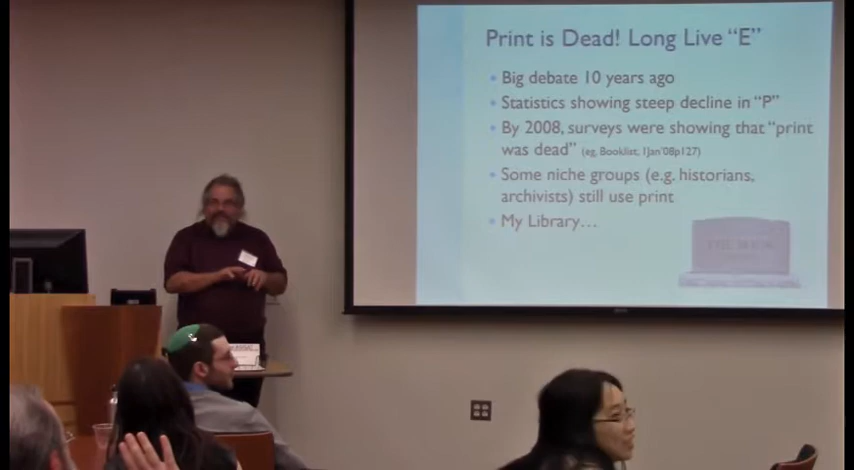 Print is Dead! Long Live “E”
• Big debate 10 years ago
• Statistics showing steep decline in “P”
• By 2008, surveys were showing that “print
was dead” (eg, Booklist, 1Jan’08p127)
• Some niche groups (e.g. historians,
archivists) still use print
• My Library…
THE BOOK